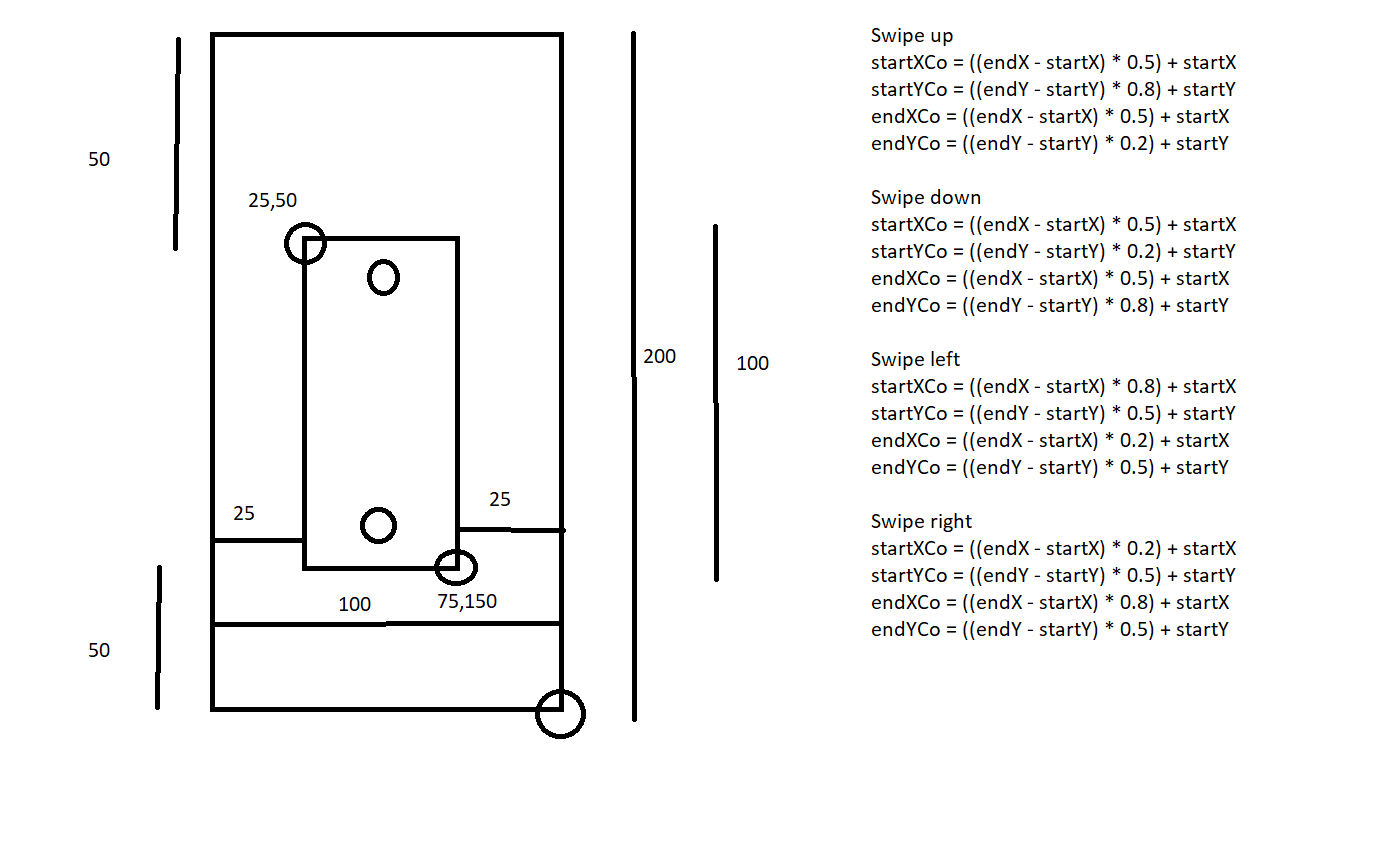 50
25,50
200
100
25
25
100
75,150
50
Swipe up
startXCo = ((endX - startX) * 0.5) + startX
startYCo = ((endY - startY) * 0.8) + startY
endXCo = ((endX - startX) * 0.5) + startX
endYCo = ((endY - startY) * 0.2) + startY
Swipe down
startXCo = ((endX - startX) * 0.5) + startX
startYCo = ((endY - startY) * 0.2) + startY
endXCo = ((endX - startX) * 0.5) + startX
endYCo = ((endY - startY) * 0.8) + startY
Swipe left
startXCo = ((endX - startX) * 0.8) + startX
startYCo = ((endY - startY) * 0.5) + startY
endXCo = ((endX - startX) * 0.2) + startX
endYCo = ((endY - startY) * 0.5) + startY
Swipe right
startXCo = ((endX - startX) * 0.2) + startX
startYCo = ((endY - startY) * 0.5) + startY
endXCo = ((endX - startX) * 0.8) + startX
endYCo = ((endY - startY) * 0.5) + startY